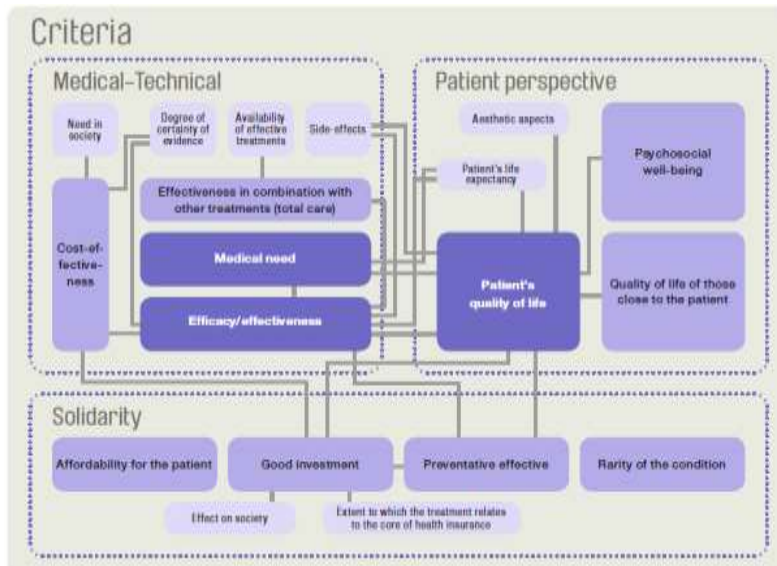 Criteria
Medical-Technical
Patient perspective
Need in
society
Degree of
certainty of
evidence
Availability
of effective
treatments
Side-effects
Aesthetic aspects
Patient's life
expectancy
Psychosocial
well-being
Effectiveness in combination with
other treatments (total care)
Cost-ef-
fective-
ness
Medical need
Efficacy/effectiveness
Patient's
quality of life
Quality of life of those
close to the patient
Solidarity
Affordability for the patient
Good investment
Preventative effective
Rarity of the condition
Effect on society
Extent to which the treatment relates
to the core of health insurance